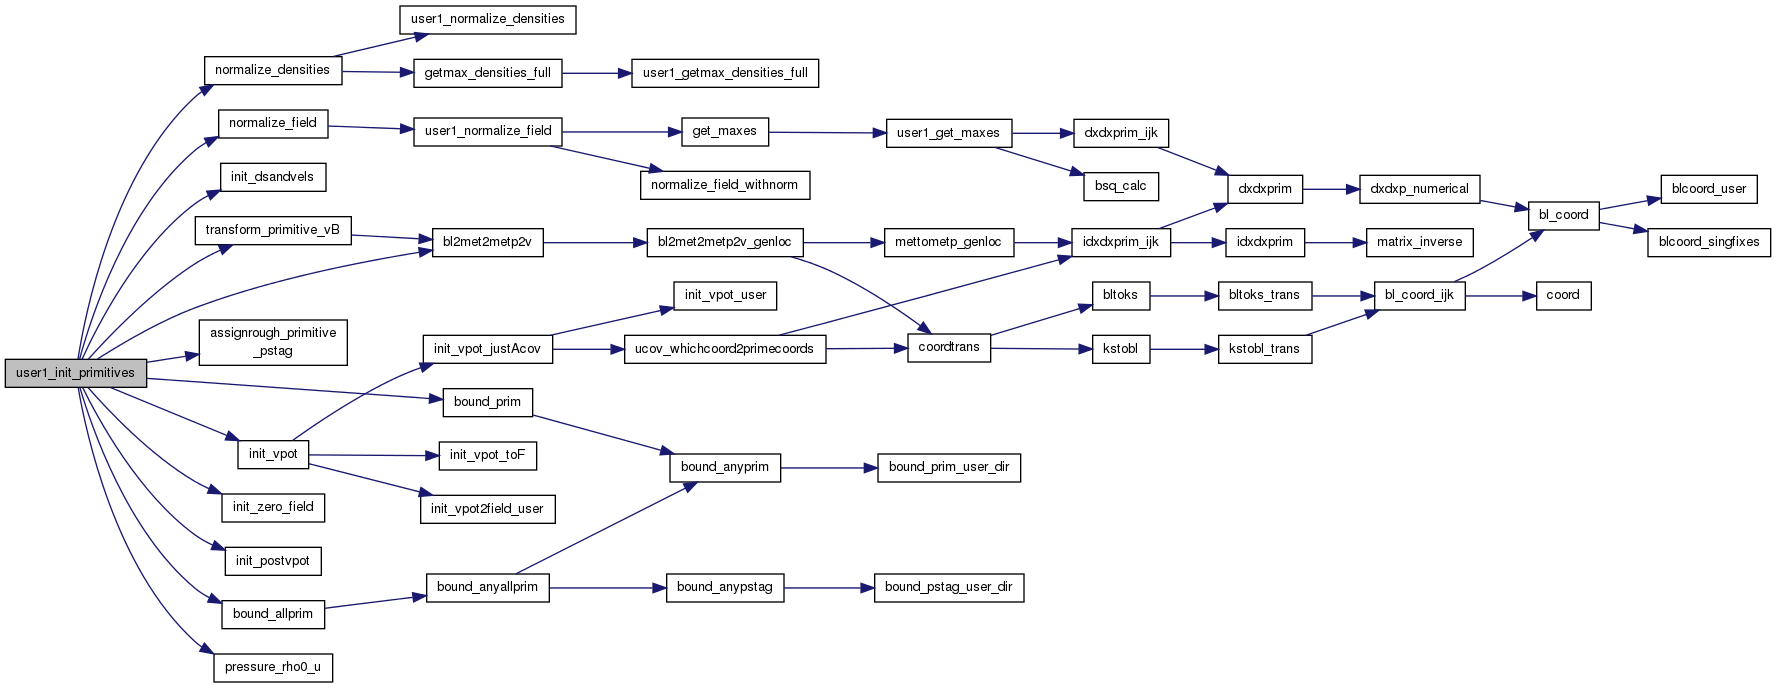 user1_init_primitives
normalize_densities
user1_normalize_densities
getmax_densities_full
user1_getmax_densities_full
normalize_field
user1_normalize_field
get_maxes
user1_get_maxes
dxdxprim_ijk
bsq_calc
normalize_field_withnorm
init_dsandvels
transform_primitive_vB
bl2met2metp2v
bl2met2metp2v_genloc
mettometp_genloc
idxdxprim_ijk
dxdxprim
dxdxp_numerical
bl_coord
blcoord_user
blcoord_singfixes
idxdxprim
matrix_inverse
assignrough_primitive
_pstag
init_vpot_justAcov
init_vpot_user
ucov_whichcoord2primecoords
coordtrans
bltoks
bltoks_trans
bl_coord_ijk
coord
kstobl
kstobl_trans
bound_prim
init_vpot
init_vpot_toF
init_vpot2field_user
bound_anyprim
bound_prim_user_dir
init_zero_field
init_postvpot
bound_allprim
bound_anyallprim
bound_anypstag
bound_pstag_user_dir
pressure_rho0_u